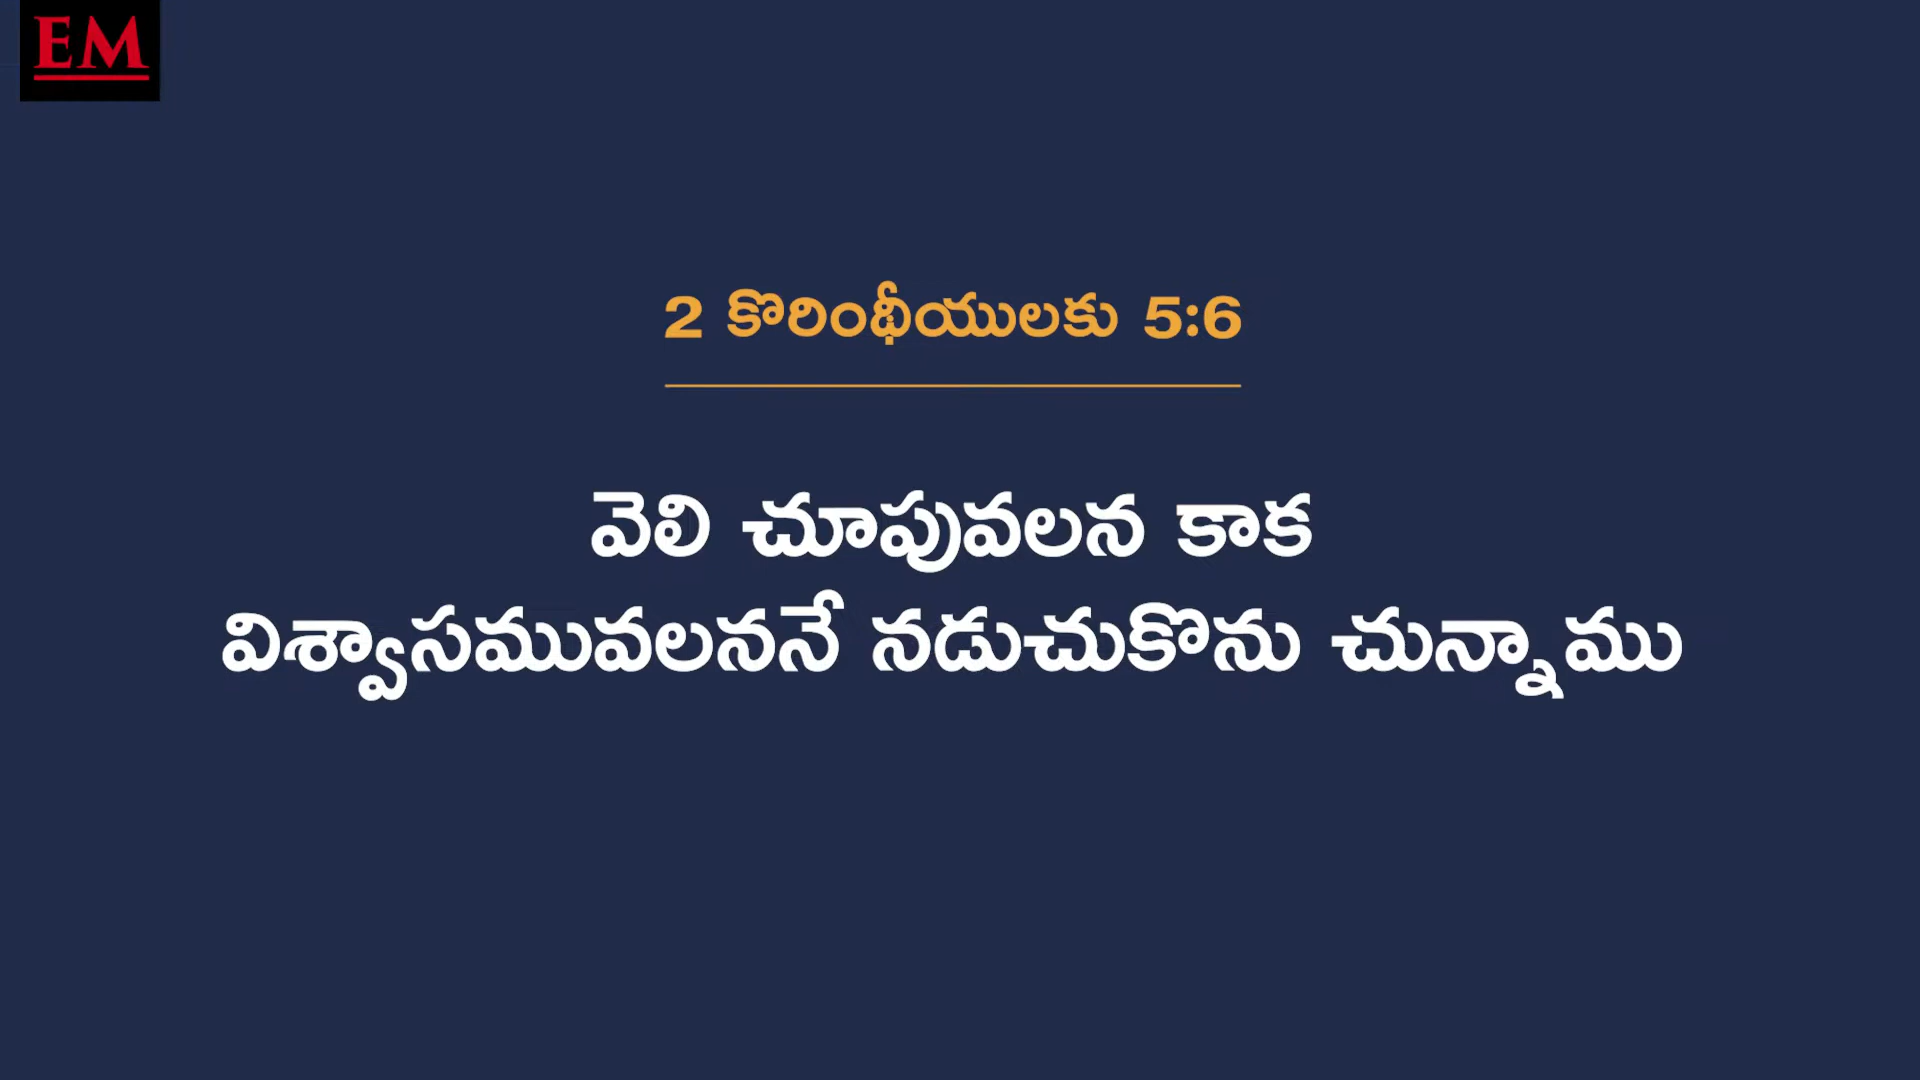 EM
2 కొరింథీయులకు 5:6
వెలి చూపువలన కాక
విశ్వాసమువలననే నడుచుకొను చున్నాము